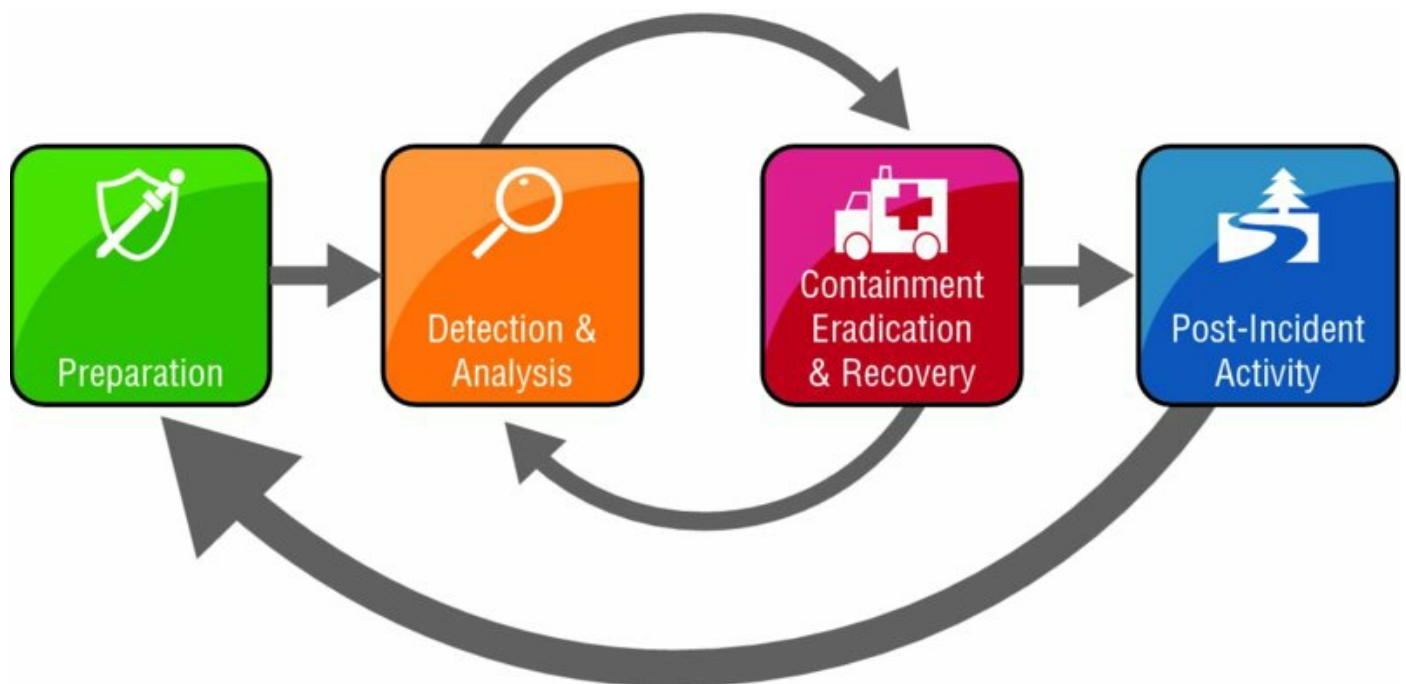 Preparation
Detection &
Analysis
Containment
Eradication
& Recovery
Post-Incident
Activity